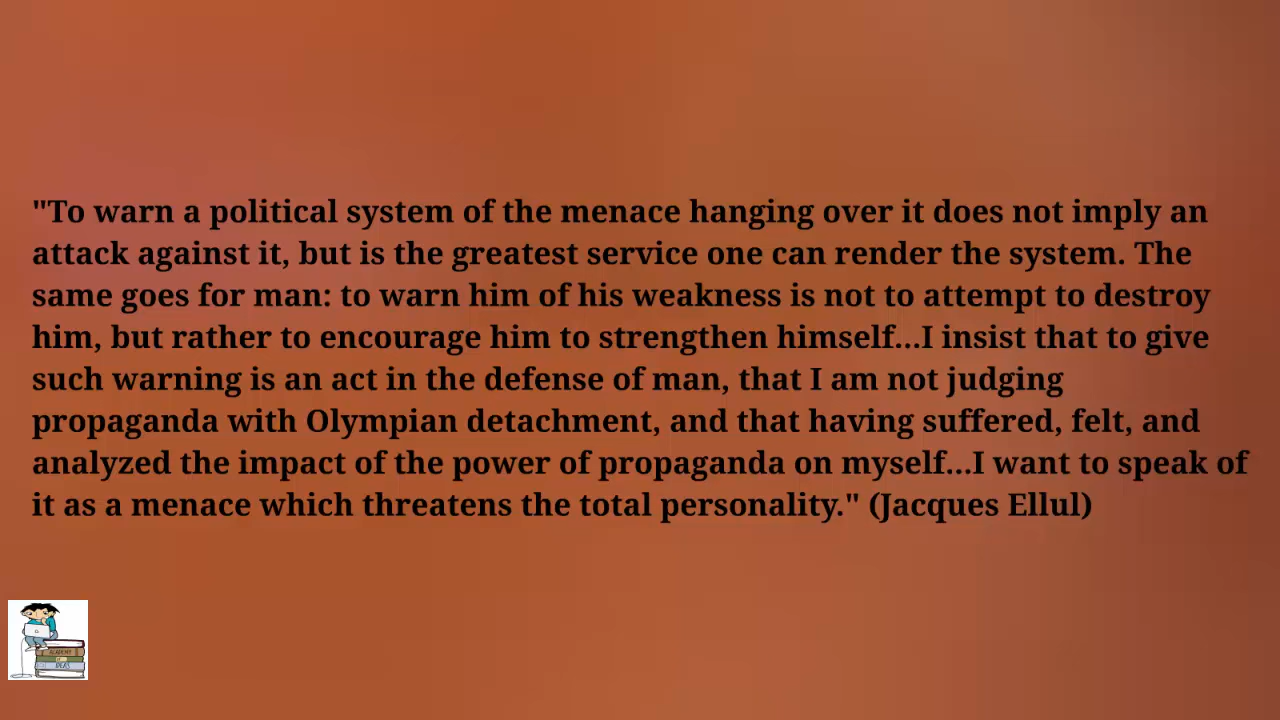 "To warn a political system of the menace hanging over it does not imply an
attack against it, but is the greatest service one can render the system. The
same goes for man: to warn him of his weakness is not to attempt to destroy
him, but rather to encourage him to strengthen himself...I insist that to give
such warning is an act in the defense of man, that I am not judging
propaganda with Olympian detachment, and that having suffered, felt, and
analyzed the impact of the power of propaganda on myself...I want to speak of
it as a menace which threatens the total personality." (Jacques Ellul)
ACADEMY
OF
IDEAS